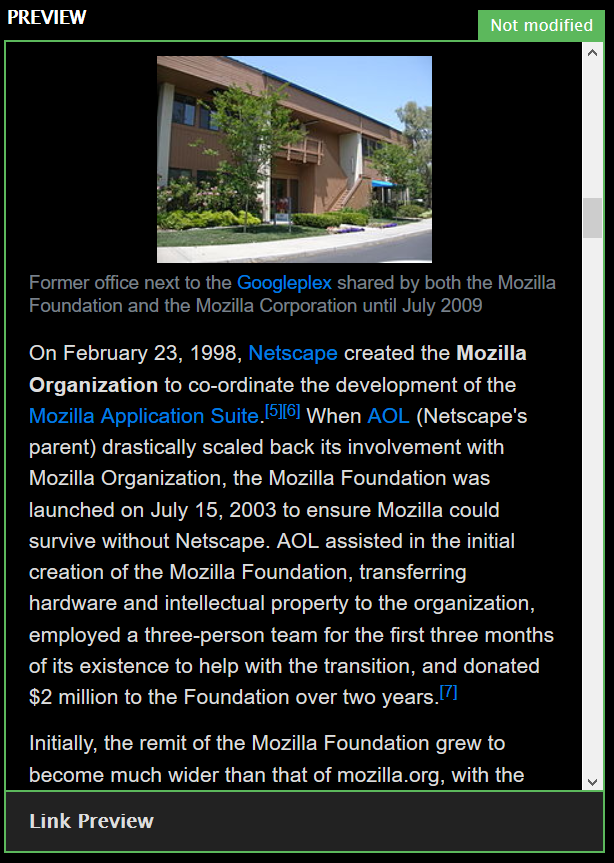 PREVIEW
Not modified
Former office next to the Googleplex shared by both the Mozilla
Foundation and the Mozilla Corporation until July 2009
On February 23, 1998, Netscape created the Mozilla
Organization to co-ordinate the development of the
Mozilla Application Suite.[5][6] When AOL (Netscape's
parent) drastically scaled back its involvement with
Mozilla Organization, the Mozilla Foundation was
launched on July 15, 2003 to ensure Mozilla could
survive without Netscape. AOL assisted in the initial
creation of the Mozilla Foundation, transferring
hardware and intellectual property to the organization,
employed a three-person team for the first three months
of its existence to help with the transition, and donated
$2 million to the Foundation over two years.[7]
Initially, the remit of the Mozilla Foundation grew to
become much wider than that of mozilla.org, with the
Link Preview